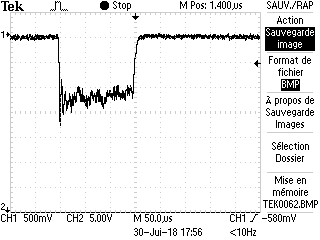 Tek Stop M Pos: 1.400µs SAUV./RAP
Action
Sauvegarde
image
Format de
fichier
BMP
À propos de
Sauvegarde
Images
Sélection
Dossier
Mise en
mémoire
TEK0062.BMP
1
2
CH1 500mV CH2 5.00V M 50.0µs CH1 -580mV
30-Jui-18 17:56 <10Hz